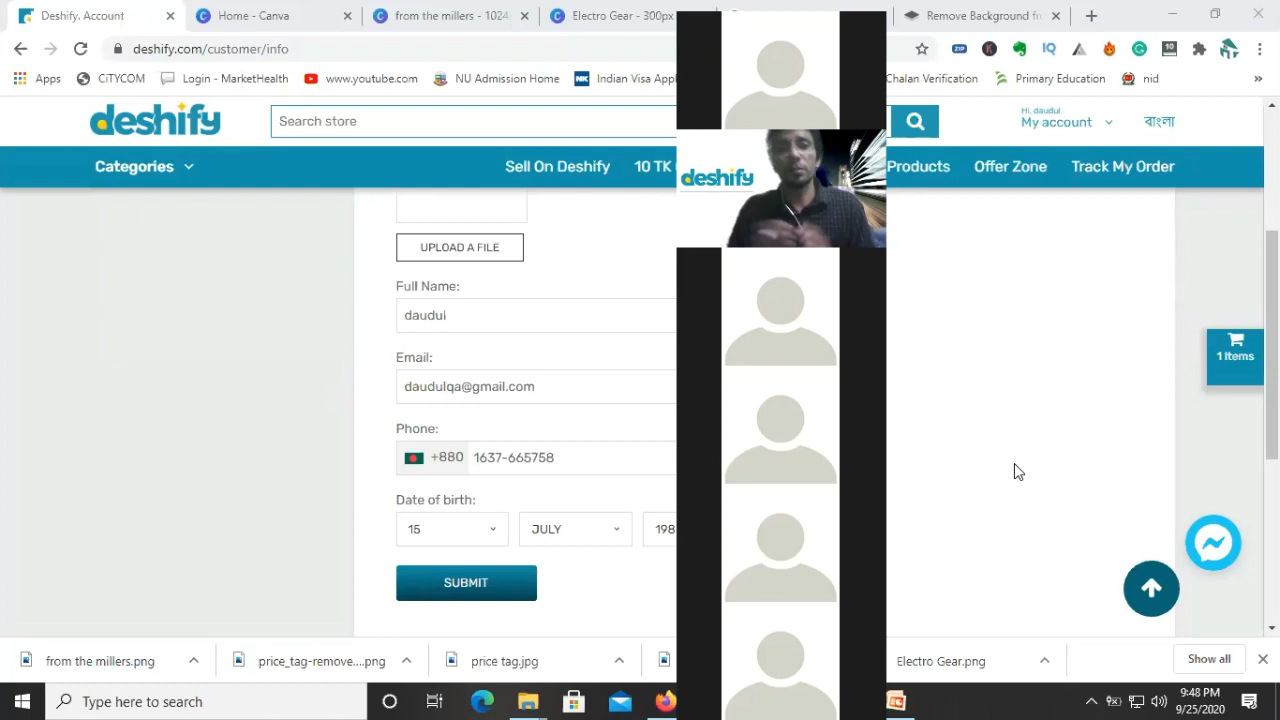 Deshify. Account
Home - Canva
from the millers - 1024
Electro Gear - 300px
Remove Background fr
deshify.com/customer/info
Apps
CiTYCOM
Login - MarketHealth
www.youtube.com
NU Admission Home
Indian Visa Appl
Chalan Verification
Primary Education
nid
deshify
Search store
Hi, daudul
My account
বাংলা
Categories
Sell On Deshify
10 TK
Products
Offer Zone
Track My Order
deshify
UPLOAD A FILE
Full Name:
daudul
Email:
daudulqa@gmail.com
Phone:
+880
1637-665758
Date of birth:
15
JULY
198
SUBMIT
1 Items
from the millers.png
price_tag-remove....png
price tag.jpg
Electro Gear.png
Show all
Type here to search
9:48 PM
9/25/2020